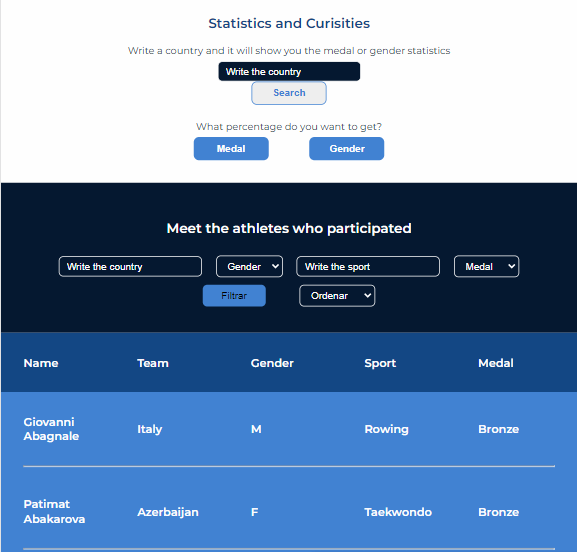 Statistics and Curisities
Write a country and it will show you the medal or gender statistics
Write the country
Search
What percentage do you want to get?
Medal Gender
Meet the athletes who participated
Write the country Gender Write the sport Medal
Filtrar Ordenar
Name Team Gender Sport Medal
Giovanni
Abagnale Italy M Rowing Bronze
Patimat
Abakarova Azerbaijan F Taekwondo Bronze